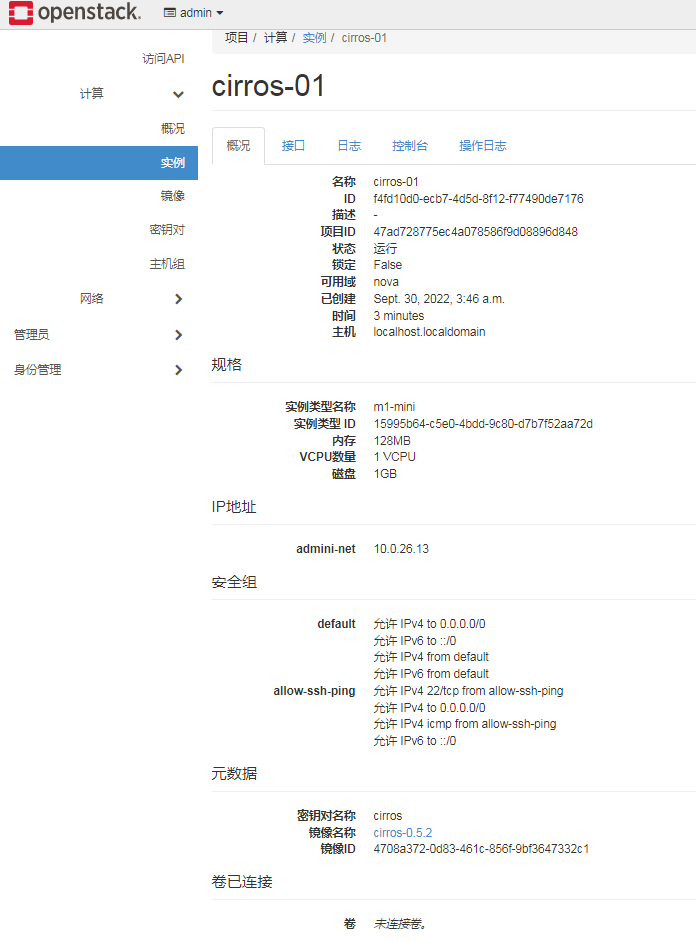 openstack. admin
项目 / 计算 / 实例 / cirros-01
访问API
计算
概况
实例
镜像
密钥对
主机组
网络
管理员
身份管理
cirros-01
概况 接口 日志 控制台 操作日志
名称 cirros-01
ID f4fd10d0-ecb7-4d5d-8f12-f77490de7176
描述 -
项目ID 47ad728775ec4a078586f9d08896d848
状态 运行
锁定 False
可用域 nova
已创建 Sept. 30, 2022, 3:46 a.m.
时间 3 minutes
主机 localhost.localdomain
规格
实例类型名称 m1-mini
实例类型 ID 15995b64-c5e0-4bdd-9c80-d7b7f52aa72d
内存 128MB
VCPU数量 1 VCPU
磁盘 1GB
IP地址
admini-net 10.0.26.13
安全组
default 允许 IPv4 to 0.0.0.0/0
允许 IPv6 to ::/0
允许 IPv4 from default
允许 IPv6 from default
allow-ssh-ping 允许 IPv4 22/tcp from allow-ssh-ping
允许 IPv4 to 0.0.0.0/0
允许 IPv4 icmp from allow-ssh-ping
允许 IPv6 to ::/0
元数据
密钥对名称 cirros
镜像名称 cirros-0.5.2
镜像ID 4708a372-0d83-461c-856f-9bf3647332c1
卷已连接
卷 未连接卷。